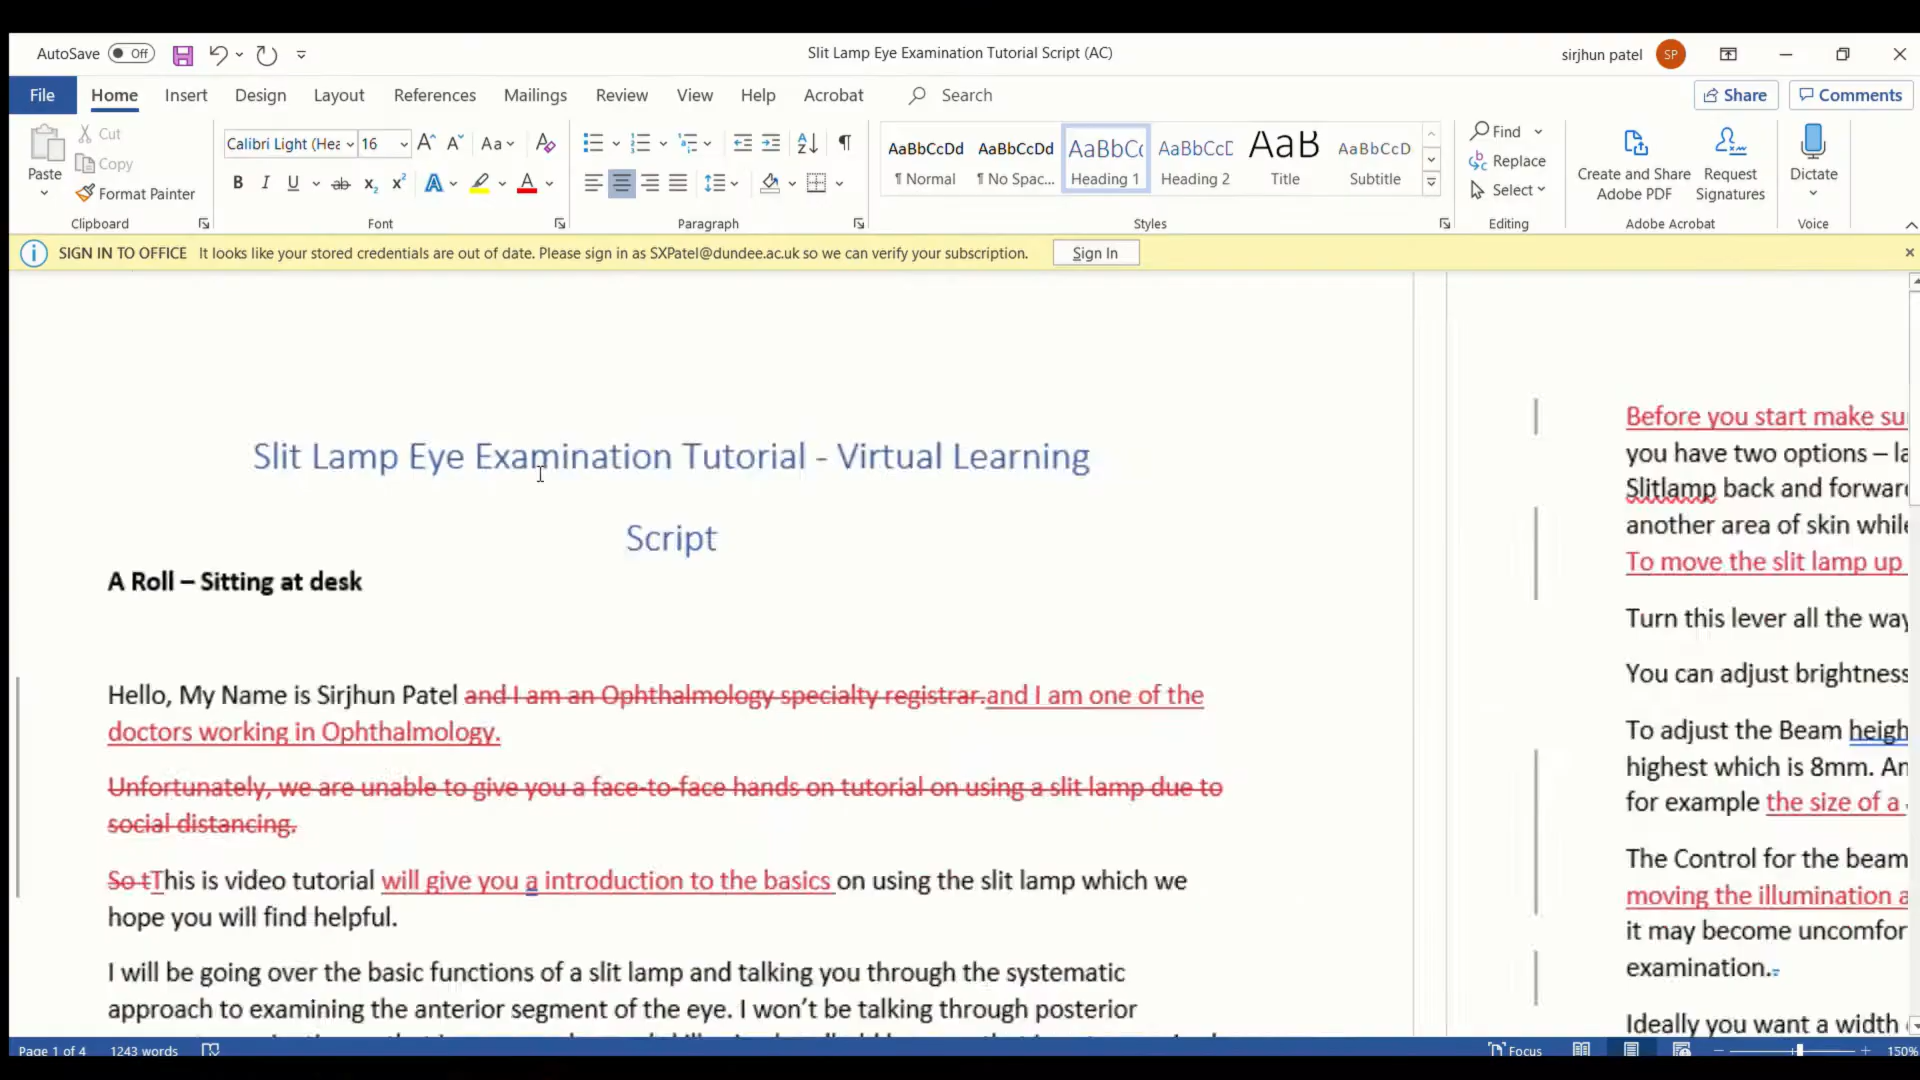 AutoSave Off
Slit Lamp Eye Examination Tutorial Script (AC)
sirjhun patel SP
File Home Insert Design Layout References Mailings Review View Help Acrobat Search
Share Comments
Paste
Cut
Copy
Format Painter
Clipboard
Calibri Light (Hea 16
Font
Paragraph
AaBbCcDd AaBbCcDd AaBbC( AaBbCcD AaB AaBbCcD
¶ Normal ¶ No Spac... Heading 1 Heading 2 Title Subtitle
Styles
Find
Replace
Select
Editing
Create and Share
Adobe PDF
Request
Signatures
Adobe Acrobat
Dictate
Voice
SIGN IN TO OFFICE It looks like your stored credentials are out of date. Please sign in as SXPatel@dundee.ac.uk so we can verify your subscription. Sign In
Slit Lamp Eye Examination Tutorial - Virtual Learning
Script
A Roll – Sitting at desk
Hello, My Name is Sirjhun Patel and I am an Ophthalmology specialty registrar.and I am one of the
doctors working in Ophthalmology.
Unfortunately, we are unable to give you a face-to-face hands on tutorial on using a slit lamp due to
social distancing.
So tThis is video tutorial will give you a introduction to the basics on using the slit lamp which we
hope you will find helpful.
I will be going over the basic functions of a slit lamp and talking you through the systematic
approach to examining the anterior segment of the eye. I won't be talking through posterior
Before you start make su
you have two options – la
Slitlamp back and forwar
another area of skin while
To move the slit lamp up
Turn this lever all the way
You can adjust brightness
To adjust the Beam heigh
highest which is 8mm. An
for example the size of a
The Control for the beam
moving the illumination a
it may become uncomfor
examination..
Ideally you want a width
Page 1 of 4 1243 words
Focus
150%